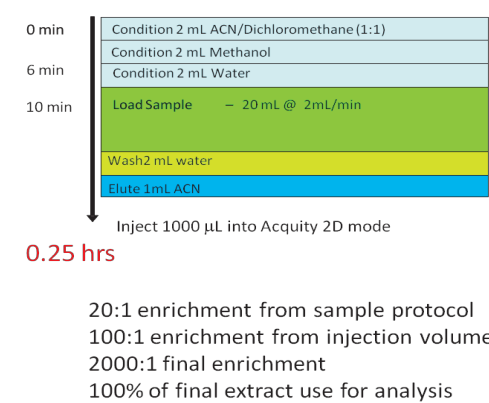 0 min
Condition 2 mL ACN/Dichloromethane (1:1)
Condition 2 mL Methanol
6 min
Condition 2 mL Water
10 min
Load Sample – 20 mL @ 2mL/min
Wash2 mL water
Elute 1mL ACN
Inject 1000 µL into Acquity 2D mode
0.25 hrs
20:1 enrichment from sample protocol
100:1 enrichment from injection volume
2000:1 final enrichment
100% of final extract use for analysis